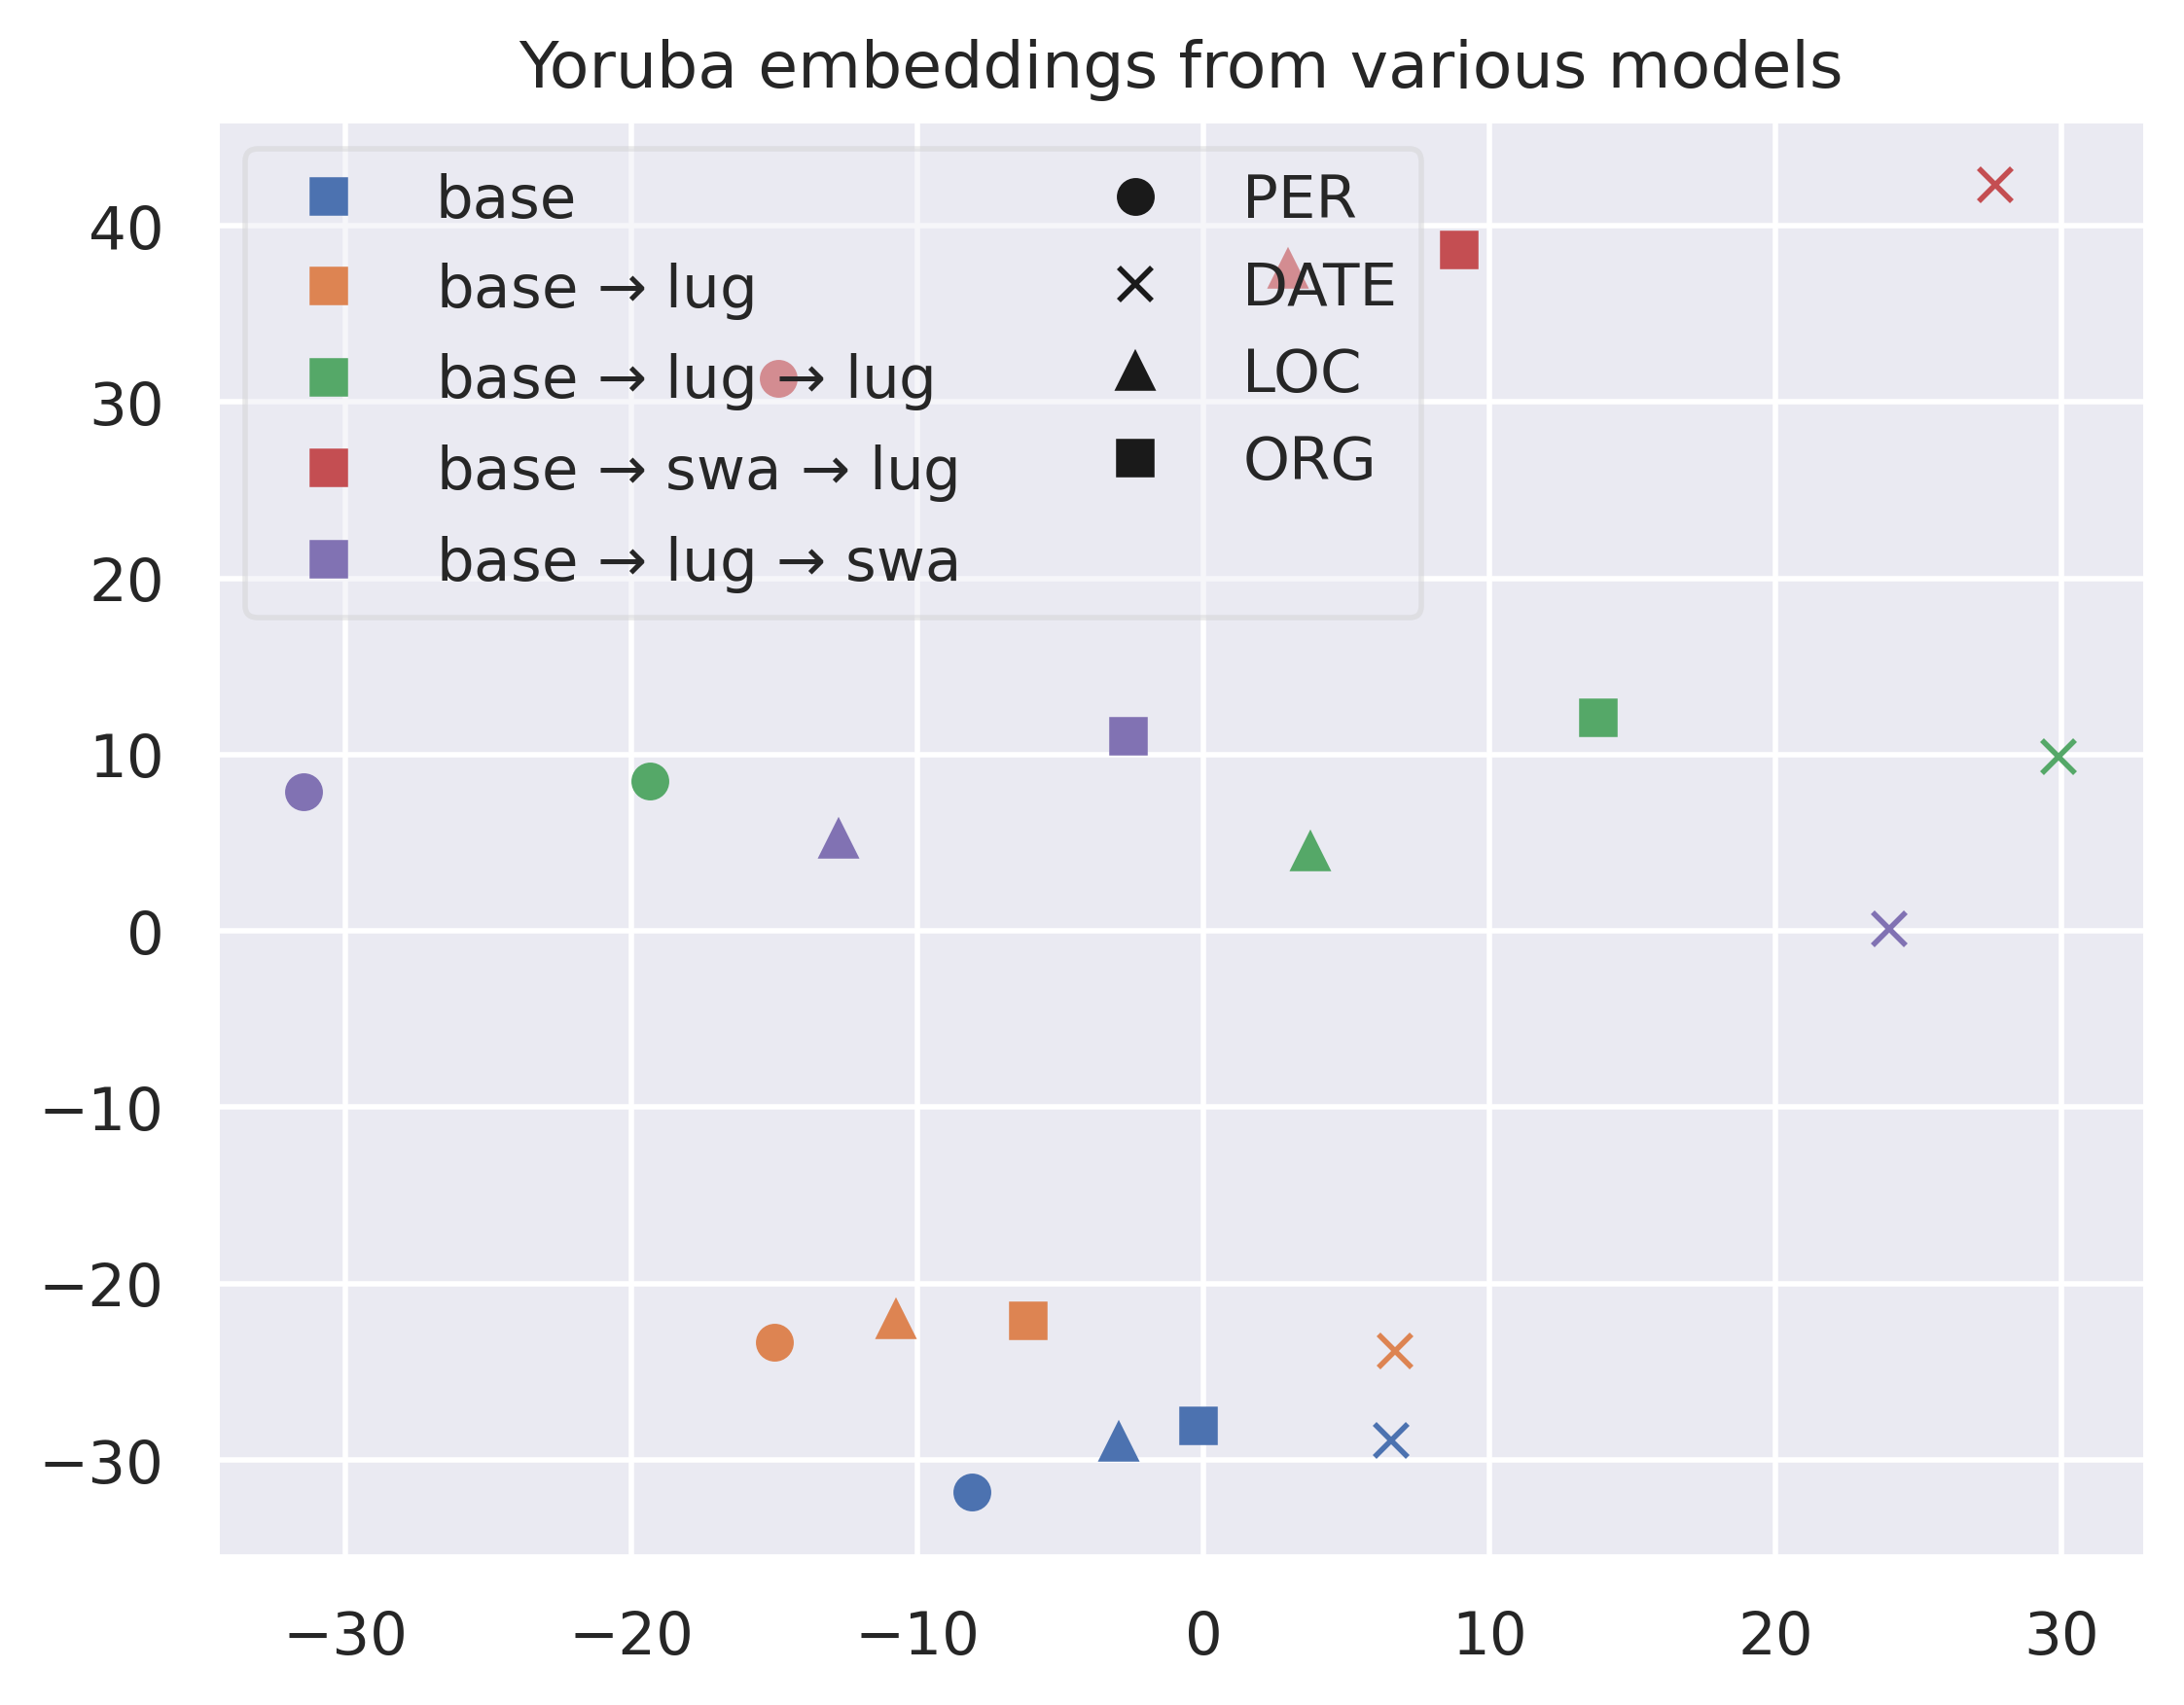 Yoruba embeddings from various models
base
base → lug
base → lug → lug
base → swa → lug
base → lug → swa
PER
DATE
LOC
ORG
40
30
20
10
0
−10
−20
−30
−30 −20 −10 0 10 20 30